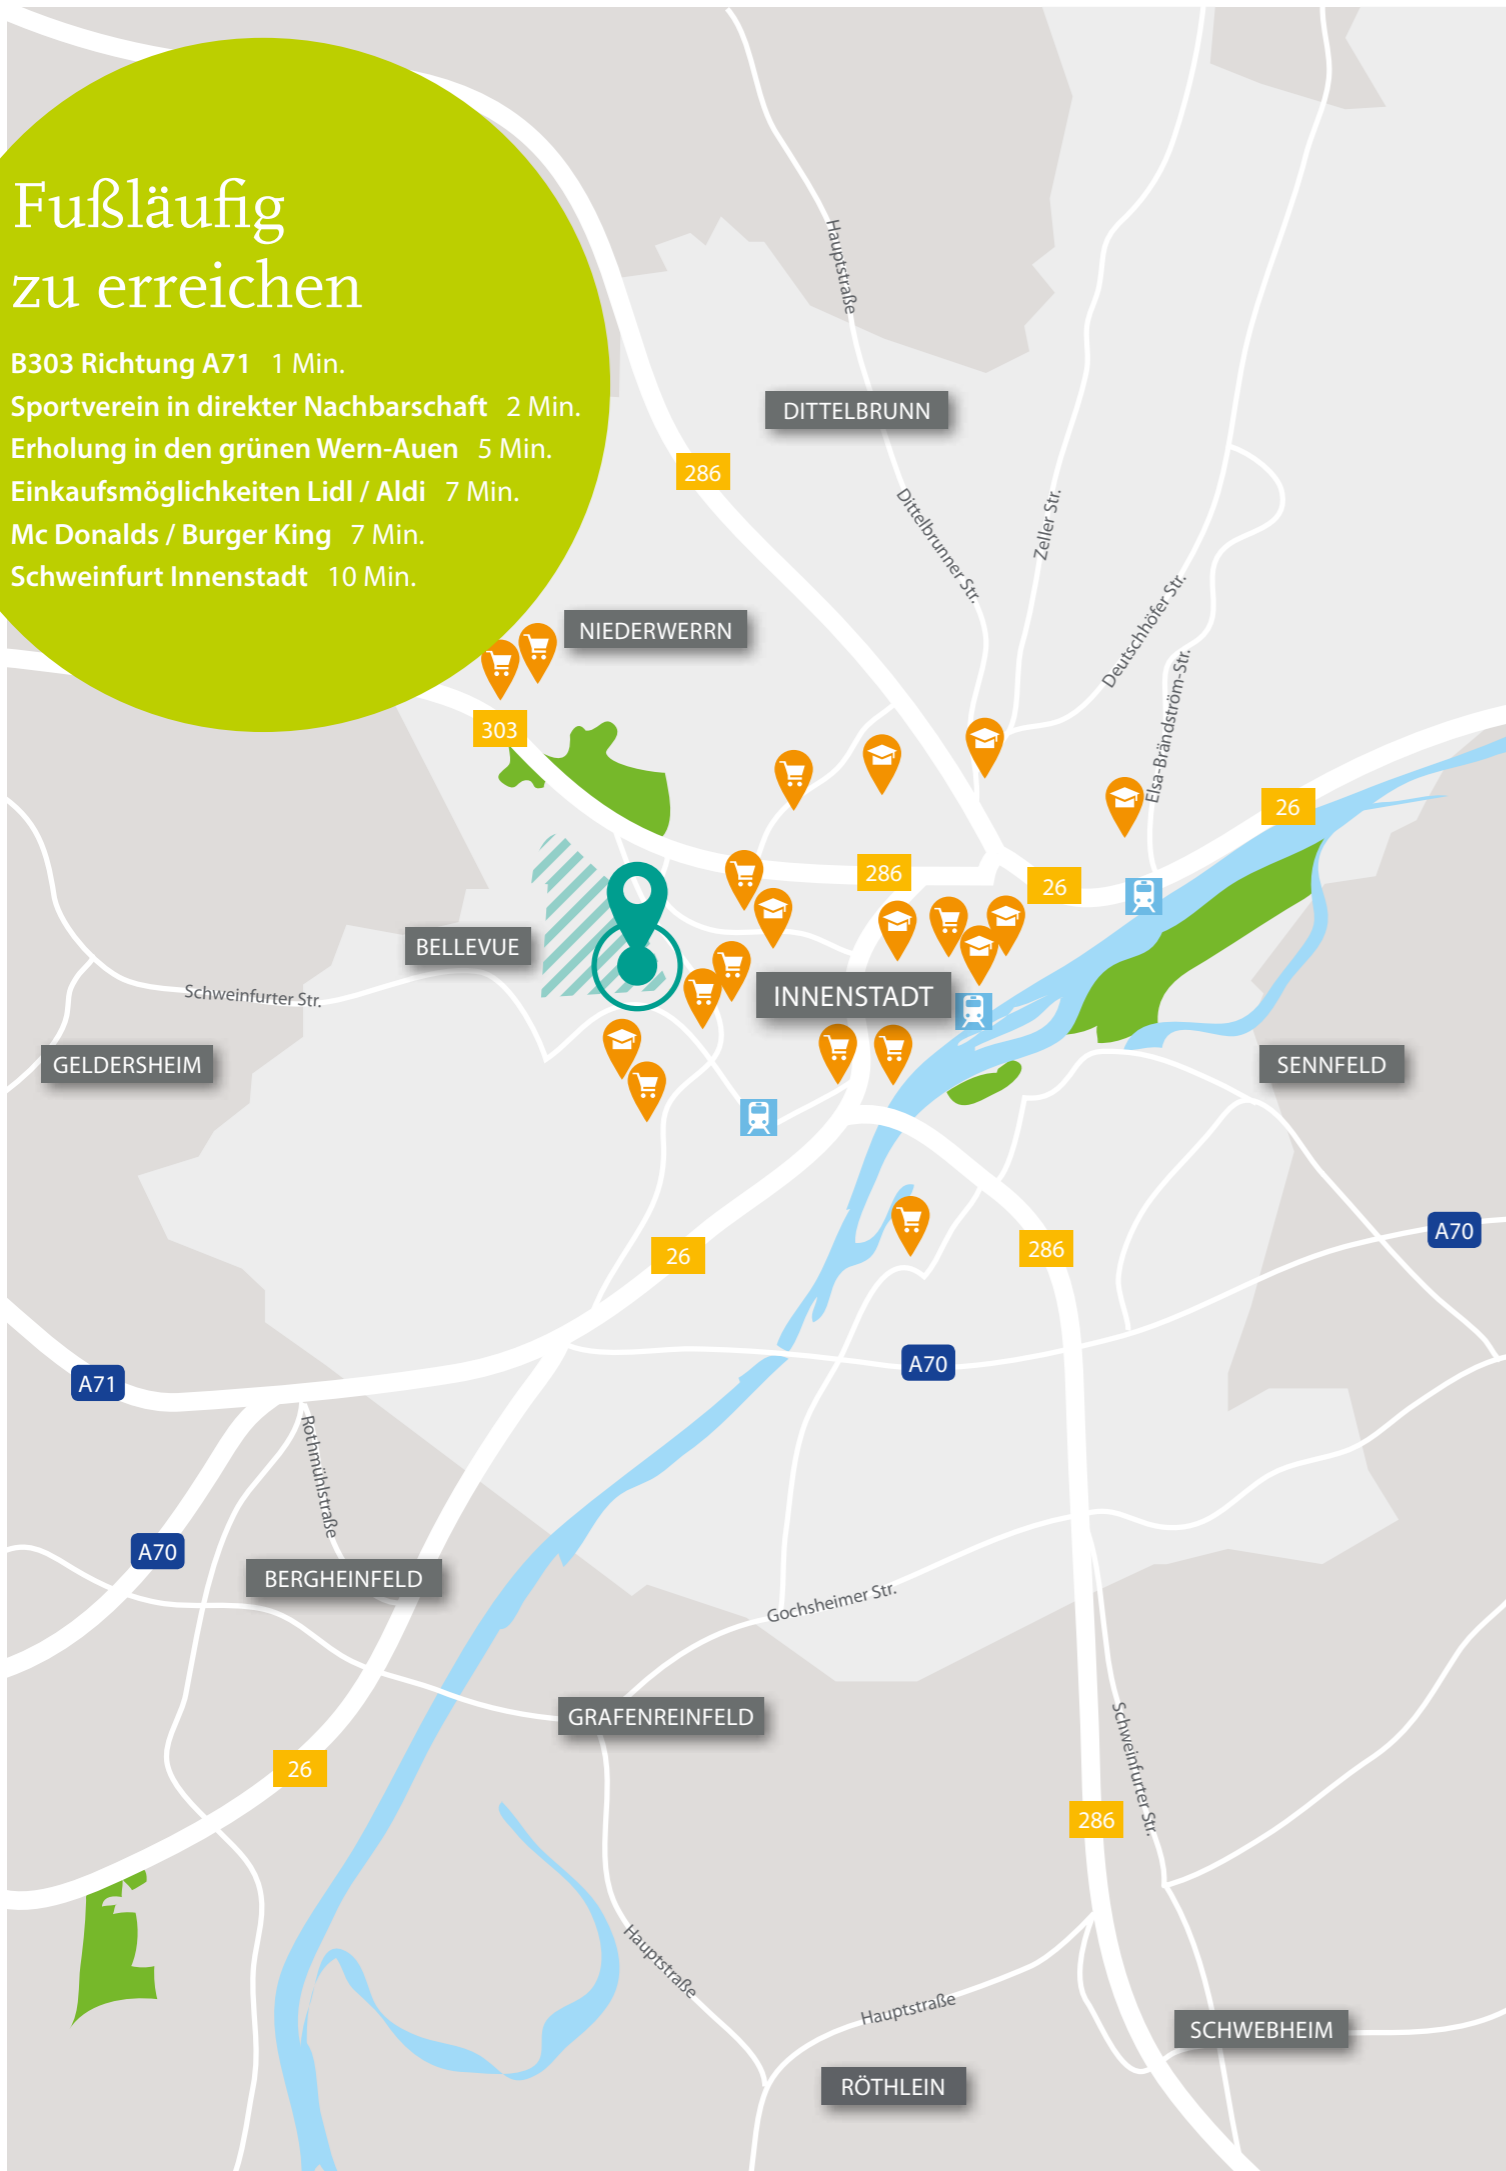 Fußläufig
zu erreichen
B303 Richtung A71 1 Min.
Sportverein in direkter Nachbarschaft 2 Min.
Erholung in den grünen Wern-Auen 5 Min.
Einkaufsmöglichkeiten Lidl / Aldi 7 Min.
Mc Donalds / Burger King 7 Min.
Schweinfurt Innenstadt 10 Min.
Hauptstraße
DITTELBRUNN
286
Dittelbrunner Str.
Zeller Str.
Deutschhöfer Str.
NIEDERWERRN
Elsa-Brändström-Str.
303
26
286
26
BELLEVUE
INNENSTADT
Schweinfurter Str.
GELDERSHEIM
SENNFELD
A70
26
286
A70
A71
Rothmühlstraße
A70
BERGHEINFELD
Gochsheimer Str.
GRAFENREINFELD
Schweinfurter Str.
26
286
Hauptstraße
Hauptstraße
SCHWEBHEIM
RÖTHLEIN